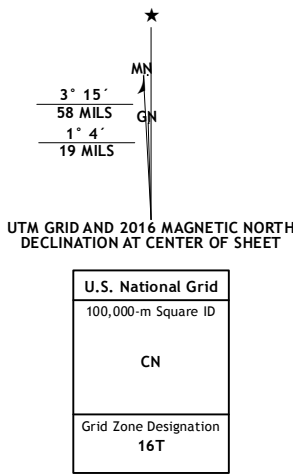 ★
MN
3° 15´
58 MILS
GN
1° 4´
19 MILS
UTM GRID AND 2016 MAGNETIC NORTH
DECLINATION AT CENTER OF SHEET
U.S. National Grid
100,000-m Square ID
CN
Grid Zone Designation
16T